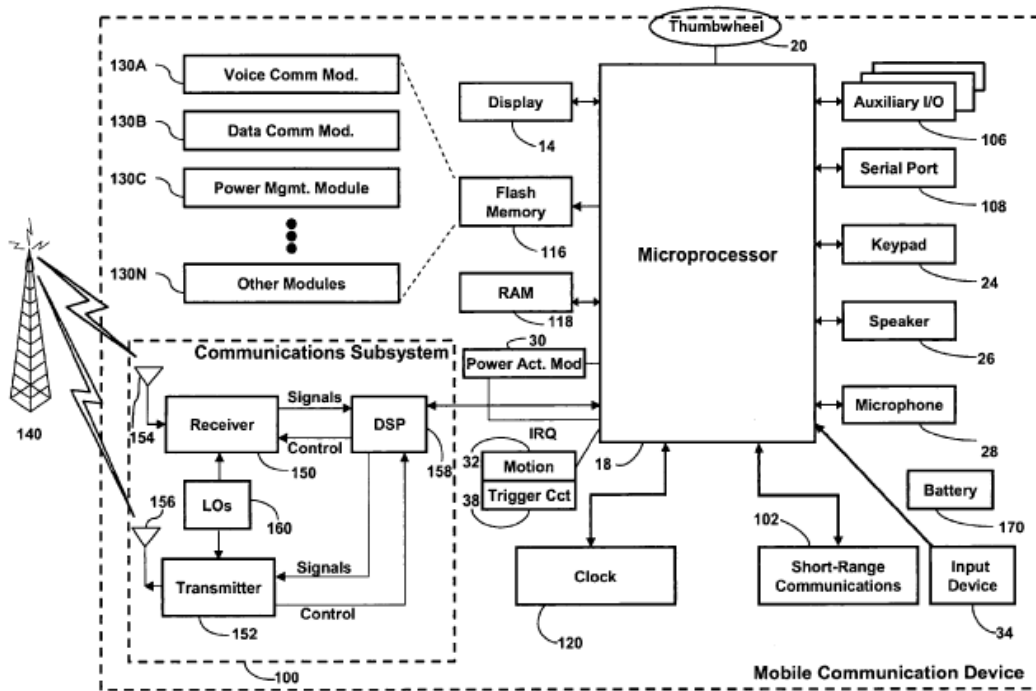 Thumbwheel
20
130A
Voice Comm Mod.
130B
Data Comm Mod.
130C
Power Mgmt. Module
130N
Other Modules
Display
14
Flash
Memory
116
RAM
118
30
Power Act. Mod
IRQ
32
Motion
38
Trigger Cct
Microprocessor
18
Auxiliary I/O
106
Serial Port
108
Keypad
24
Speaker
26
Microphone
28
Battery
170
Input
Device
34
102
Short-Range
Communications
Clock
120
Communications Subsystem
140
154
Receiver
150
Signals
Control
DSP
158
156
LOs
160
Transmitter
152
Signals
Control
100
Mobile Communication Device